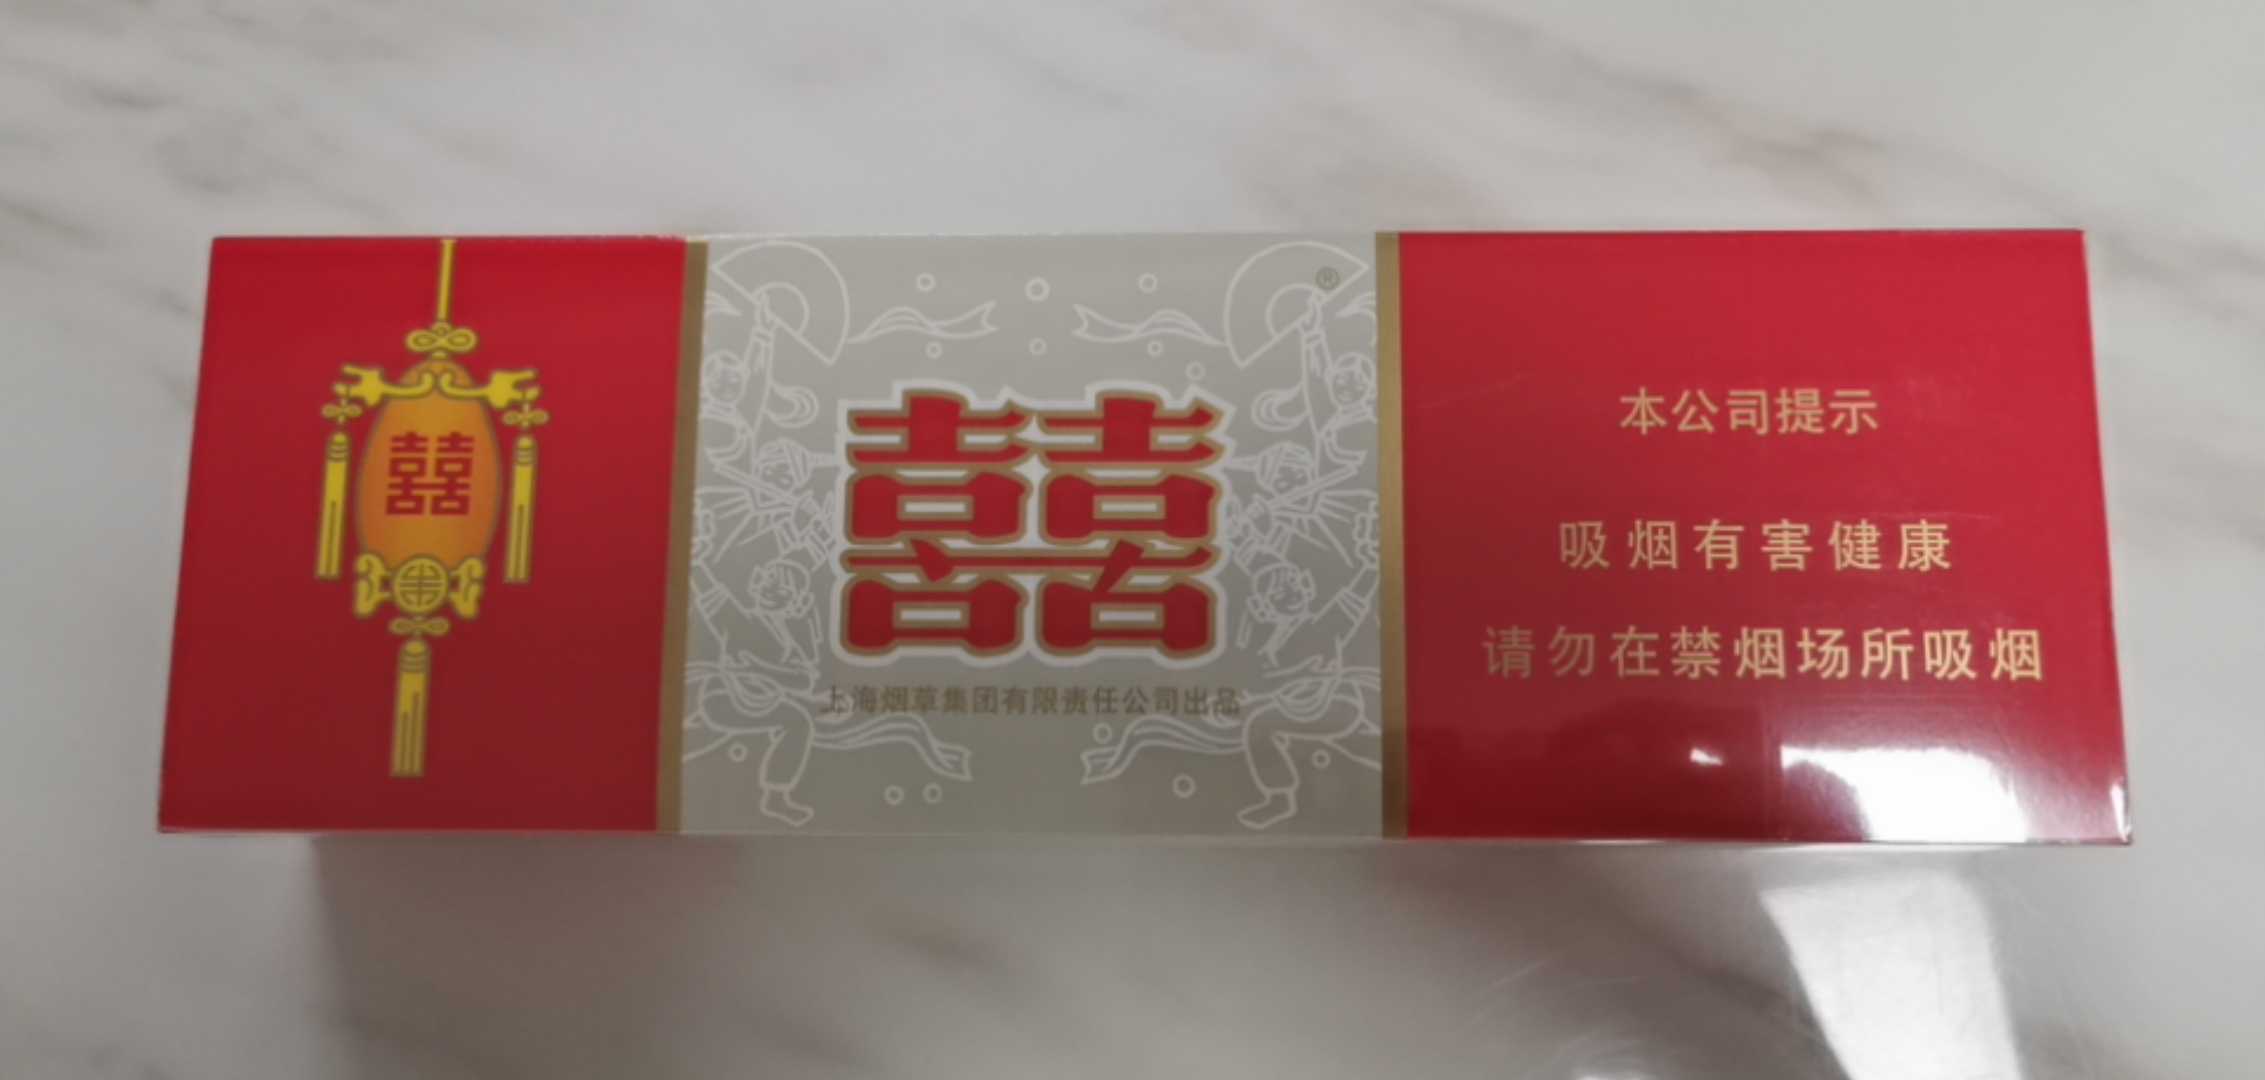 囍
囍
®
上海烟草集团有限责任公司出品
本公司提示
吸烟有害健康
请勿在禁烟场所吸烟